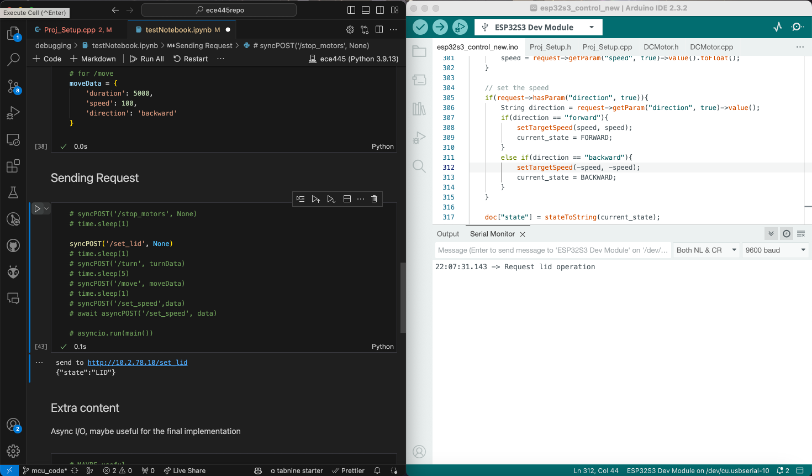 Execute Cell (^Enter)
ece445repo
Proj_Setup.cpp
testNotebook.ipynb
debugging > testNotebook.ipynb > Sending Request > # syncPOST('/stop_motors', None)
Code Markdown Run All Restart Python 3.9.13
# for /move
moveData = {
'duration': 5000,
'speed': 100,
'direction': 'backward'
}
[38] 0.0s Python
Sending Request
# syncPOST('/stop_motors', None)
# time.sleep(1)
syncPOST('/set_lid', None)
# time.sleep(1)
# syncPOST('/turn', turnData)
# time.sleep(5)
# syncPOST('/move', moveData)
# time.sleep(1)
# syncPOST('/set_speed',data)
# await asyncPOST('/set_speed', data)
# asyncio.run(main())
[43] 0.1s Python
send to http://10.2.78.10/set_lid
{"state":"LID"}
Extra content
Async I/O, maybe useful for the final implementation
mcu_code* 0 0 0 Live Share tabnine starter Prettier
esp32s3_control_new | Arduino IDE 2.3.2
ESP32S3 Dev Module
esp32s3_control_new.ino Proj_Setup.h DCMotor.cpp DCMotor.h
301 speed = request->getParam("speed", true)->value().toFloat();
302 }
303
304 // set the speed
305 if(request->hasParam("direction", true)){
306 String direction = request->getParam("direction", true)->value();
307 if(direction == "forward"){
308 setTargetSpeed(speed, speed);
309 current_state = FORWARD;
310 }
311 else if(direction == "backward"){
312 setTargetSpeed(-speed, -speed);
313 current_state = BACKWARD;
314 }
315 }
316
317 doc["state"] = stateToString(current_state);
Output Serial Monitor
Message (Enter to send message to 'ESP32S3 Dev Module' on '/dev/
Both NL & CR
9600 baud
22:07:31.143 -> Request lid operation
Ln 312, Col 44 ESP32S3 Dev Module on /dev/cu.usbserial-10